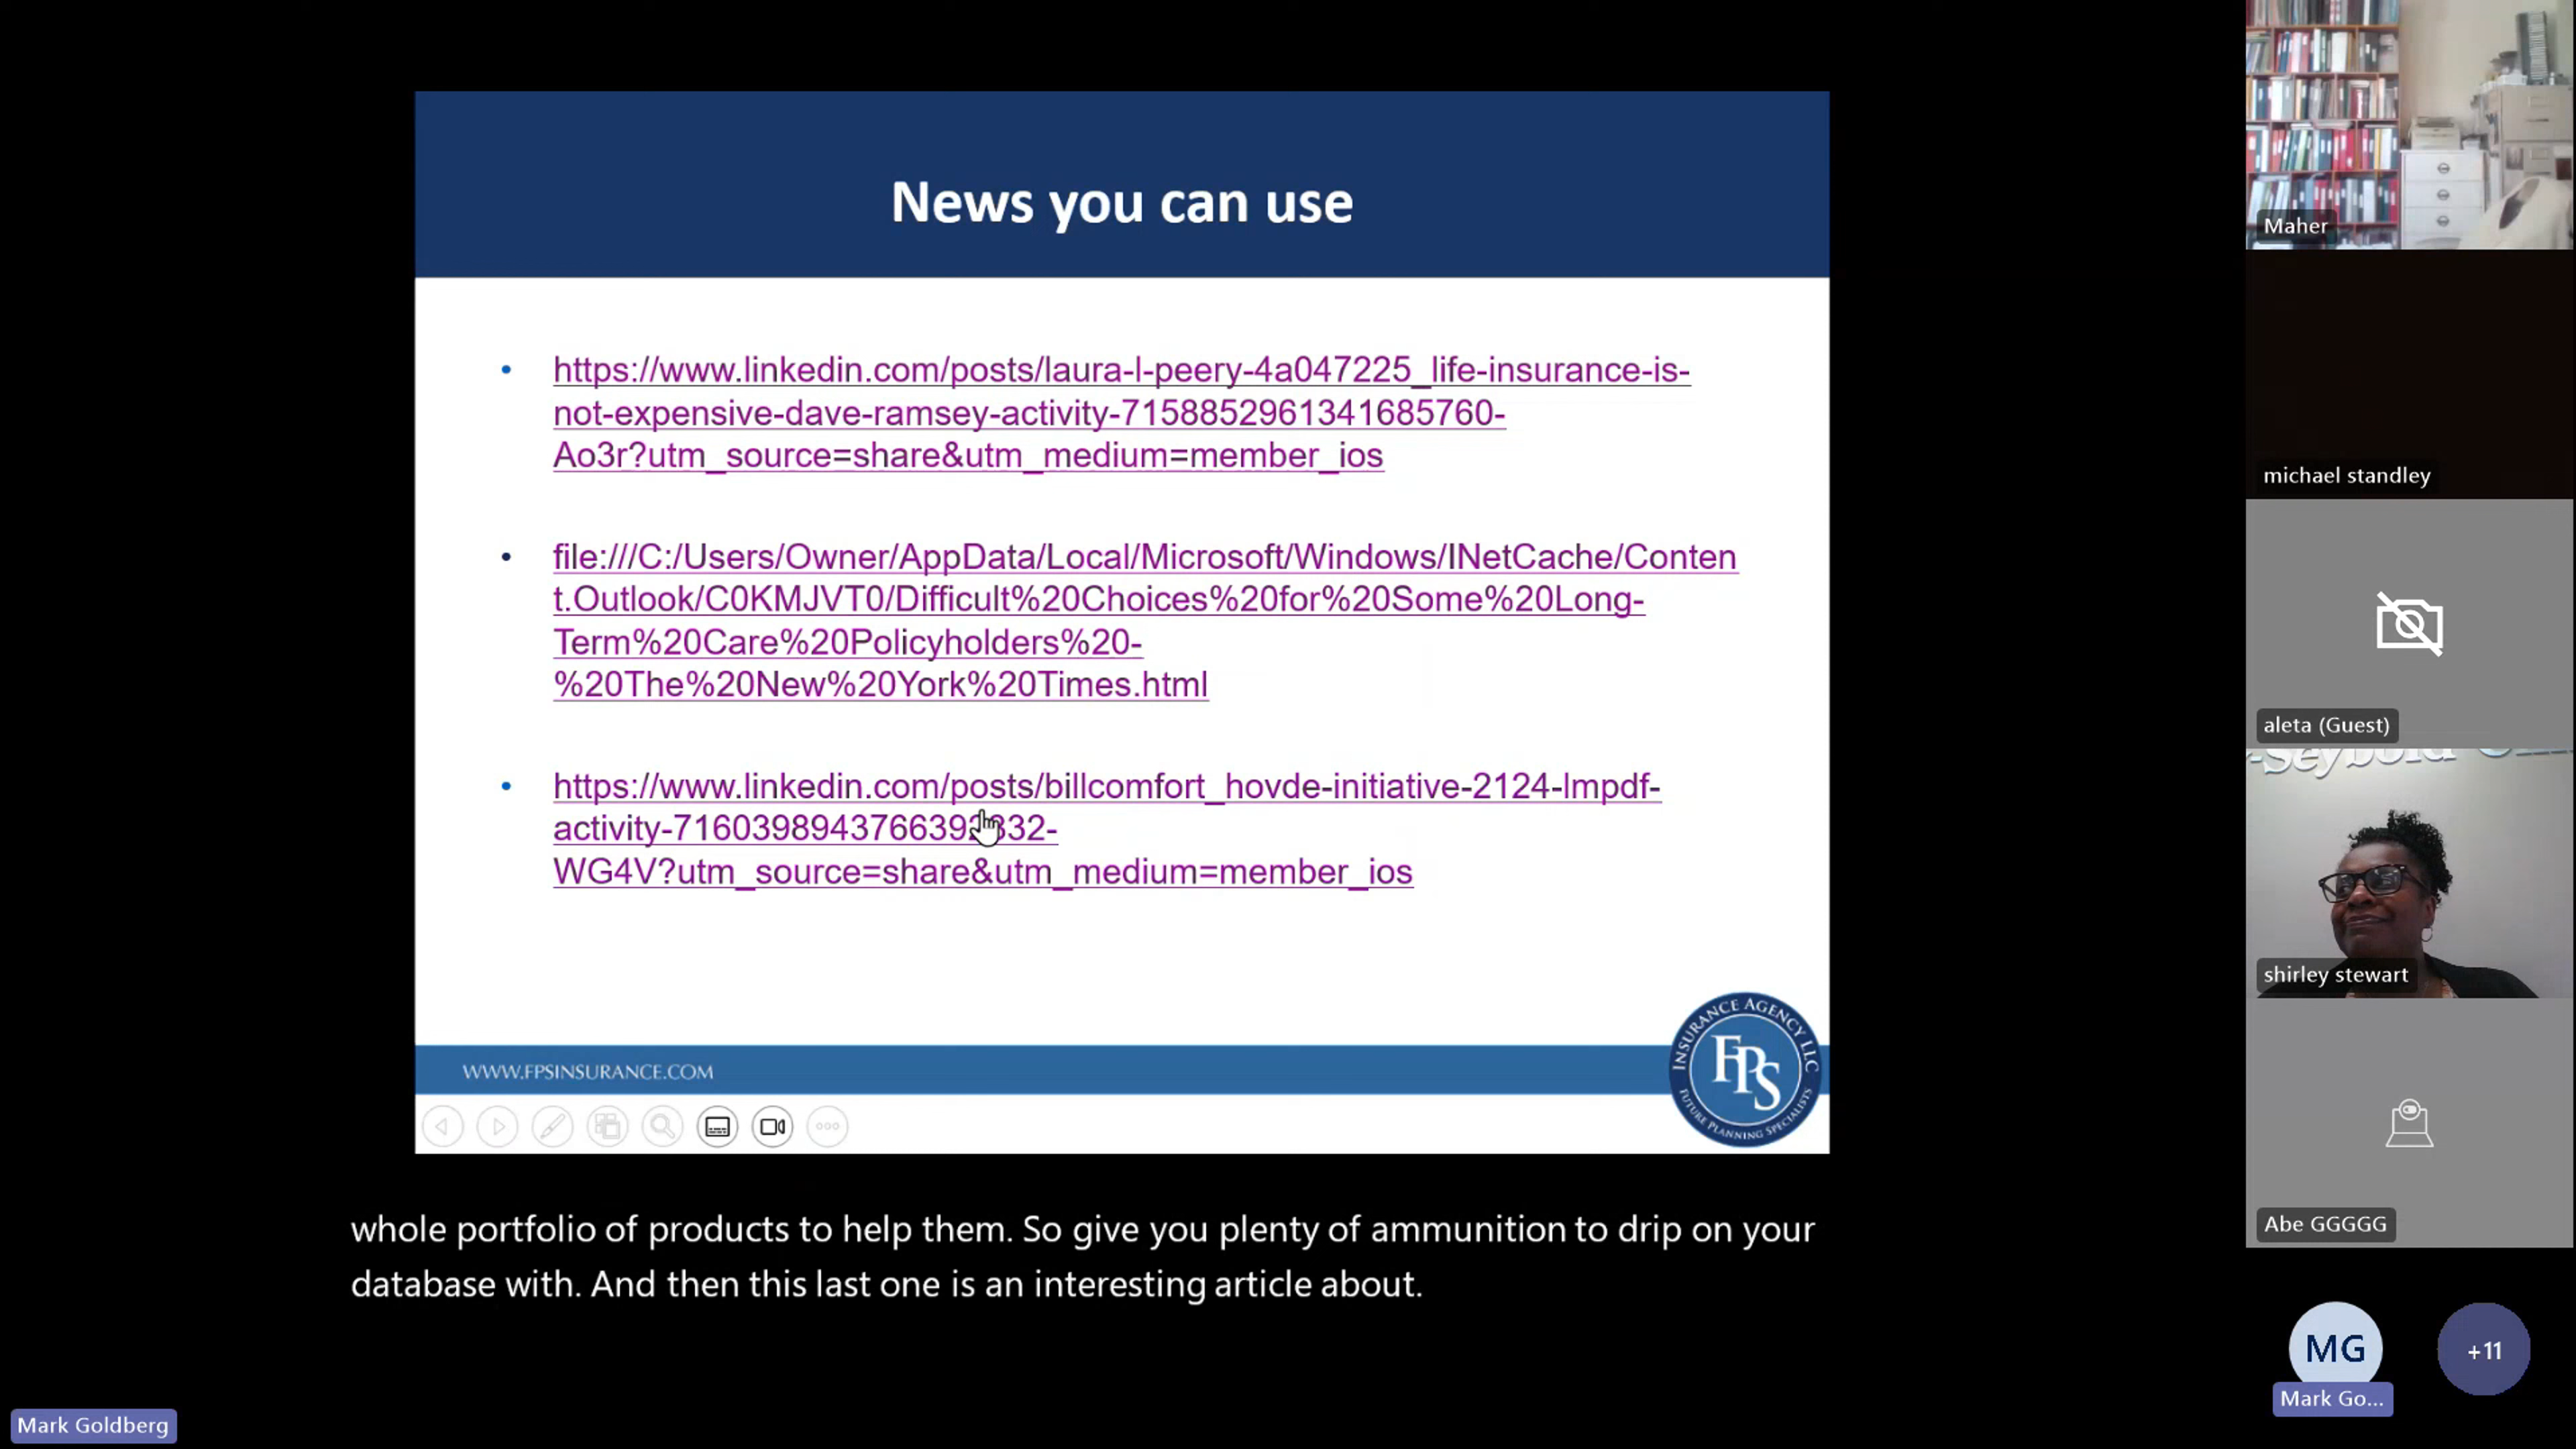 News you can use
https://www.linkedin.com/posts/laura-l-peery-4a047225_life-insurance-is-
not-expensive-dave-ramsey-activity-7158852961341685760-
Ao3r?utm_source=share&utm_medium=member_ios
file:///C:/Users/Owner/AppData/Local/Microsoft/Windows/INetCache/Conten
t.Outlook/C0KMJVT0/Difficult%20Choices%20for%20Some%20Long-
Term%20Care%20Policyholders%20-
%20The%20New%20York%20Times.html
https://www.linkedin.com/posts/billcomfort_hovde-initiative-2124-lmpdf-
WG4V?utm_source=share&utm_medium=member_ios
WWW.FPSINSURANCE.COM
INSURANCE AGENCY LLC
FPS
FUTURE PLANNING SPECIALISTS
whole portfolio of products to help them. So give you plenty of ammunition to drip on your
database with. And then this last one is an interesting article about.
Mark Goldberg
Maher
michael standley
aleta (Guest)
shirley stewart
Abe GGGGG
MG
Mark Go...
+11